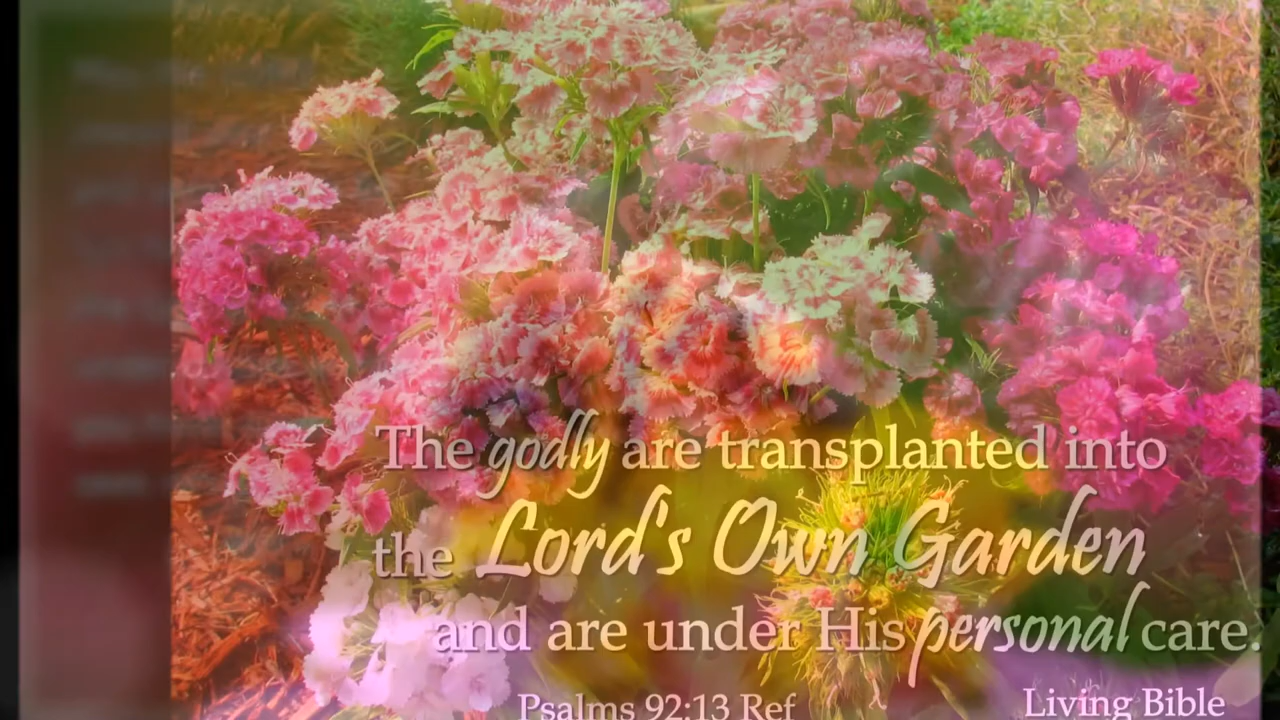 The godly are transplanted into
the Lord's Own Garden
and are under His personal care.
Psalms 92:13 Ref Living Bible